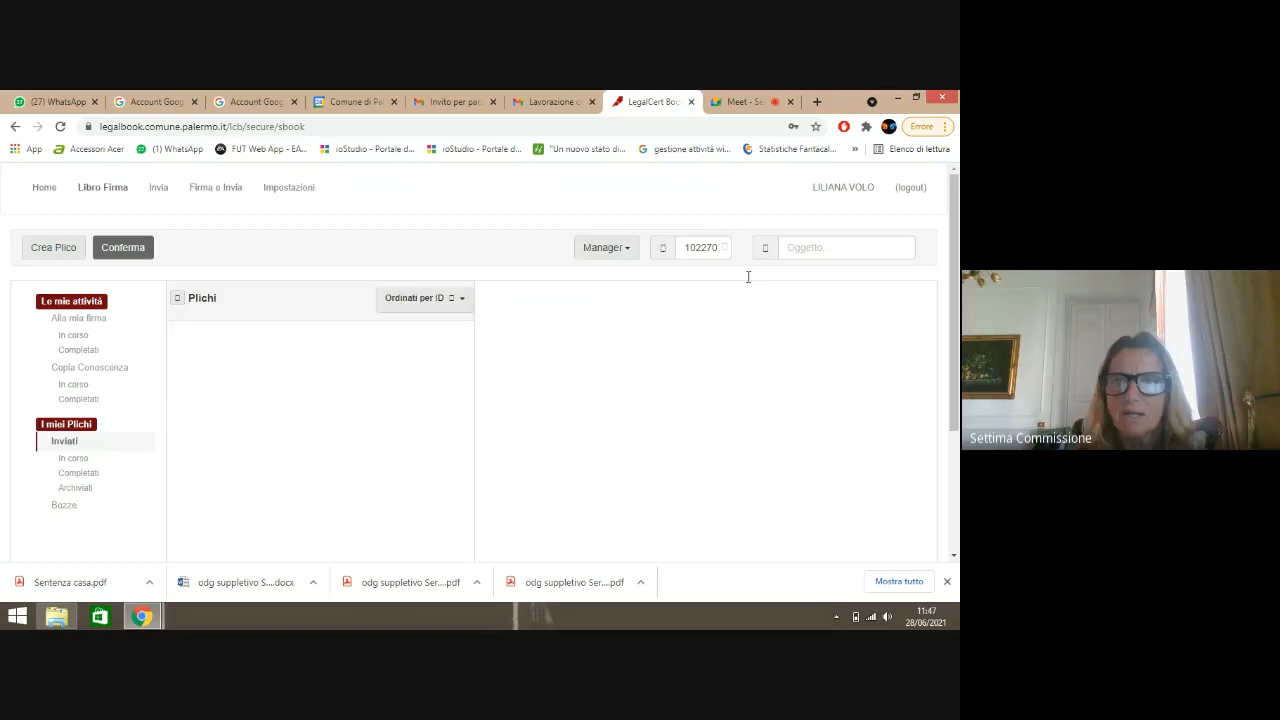 (27) WhatsApp
Account Goog
Account Goog
Comune di Pal
Invito per part
Lavorazione c
LegalCert Boo
Meet - Se
legalbook.comune.palermo.it/lcb/recure/sbook
Errore
App
Accessori Acer
(1) WhatsApp
FUT Web App - EA...
ioStudio - Portale d...
ioStudio - Portale d...
"Un nuovo stato di...
gestione attività wi...
Statistiche Fantacal...
»
Elenco di lettura
Home
Libro Firma
Invia
Firma e Invia
Impostazioni
LILIANA VOLO
(logout)
Crea Plico
Conferma
Manager
102270
Oggetto...
Le mie attivitá
Alla mia firma
In corso
Completati
Copia Conoscenza
In corso
Completati
I miei Plichi
Inviati
In corso
Completati
Archiviati
Bozze
Plichi
Ordinati per ID
Settima Commissione
Sentenza casa.pdf
odg suppletivo S....docx
odg suppletivo Ser....pdf
odg suppletivo Ser....pdf
Mostra tutto
11:47
28/06/2021